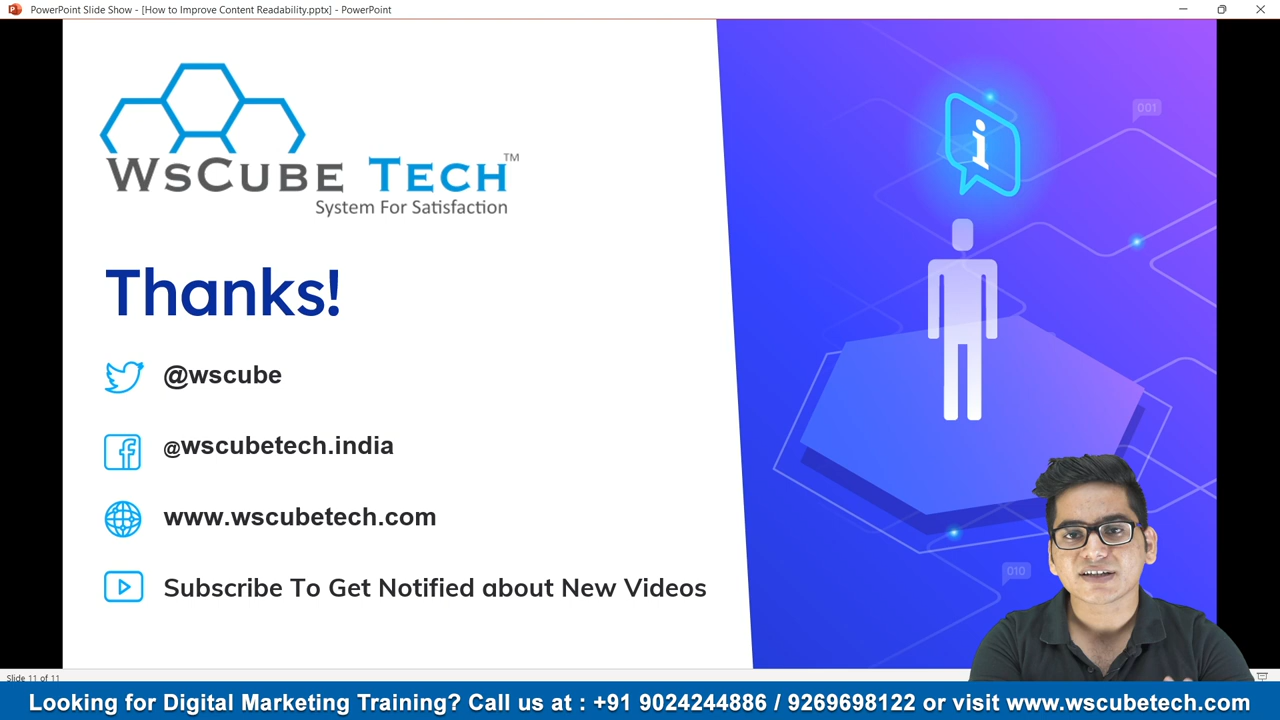 PowerPoint Slide Show - [How to Improve Content Readability.pptx] - PowerPoint
001
i
WsCube Tech™
System For Satisfaction
Thanks!
@wscube
@wscubetech.india
www.wscubetech.com
010
Subscribe To Get Notified about New Videos
Slide 11 of 11
Looking for Digital Marketing Training? Call us at : +91 9024244886 / 9269698122 or visit www.wscubetech.com